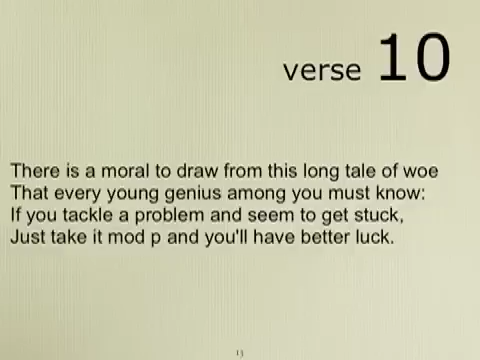 verse 10
There is a moral to draw from this long tale of woe
That every young genius among you must know:
If you tackle a problem and seem to get stuck,
Just take it mod p and you'll have better luck.
13